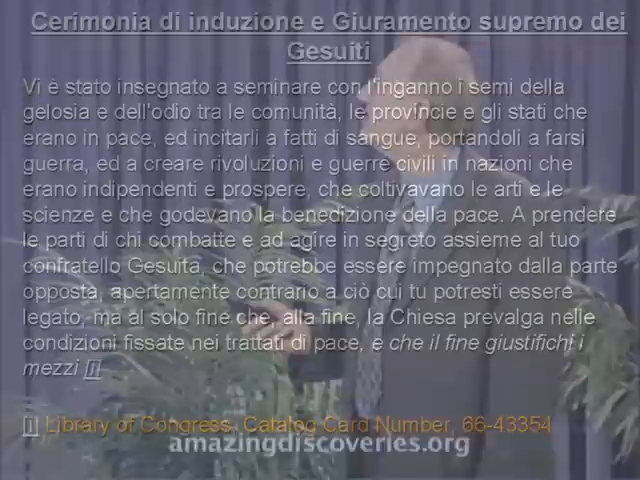 Cerimonia di induzione e Giuramento supremo dei
Gesuiti
Vi è stato insegnato a seminare con l'inganno i semi della
gelosia e dell'odio tra le comunità, le provincie e gli stati che
erano in pace, ed incitarli a fatti di sangue, portandoli a farsi
guerra, ed a creare rivoluzioni e guerre civili in nazioni che
erano indipendenti e prospere, che coltivavano le arti e le
scienze e che godevano la benedizione della pace. A prendere
le parti di chi combatte e ad agire in segreto assieme al tuo
confratello Gesuita, che potrebbe essere impegnato dalla parte
opposta, apertamente contrario a ciò cui tu potresti essere
legato, ma al solo fine che alla fine, la Chiesa prevalga nelle
condizioni fissate nei trattati di pace, e che il fine giustifichi i
mezzi [i]
[i] Library of Congress, Catalog Card Number, 66-43354
amazingdiscoveries.org